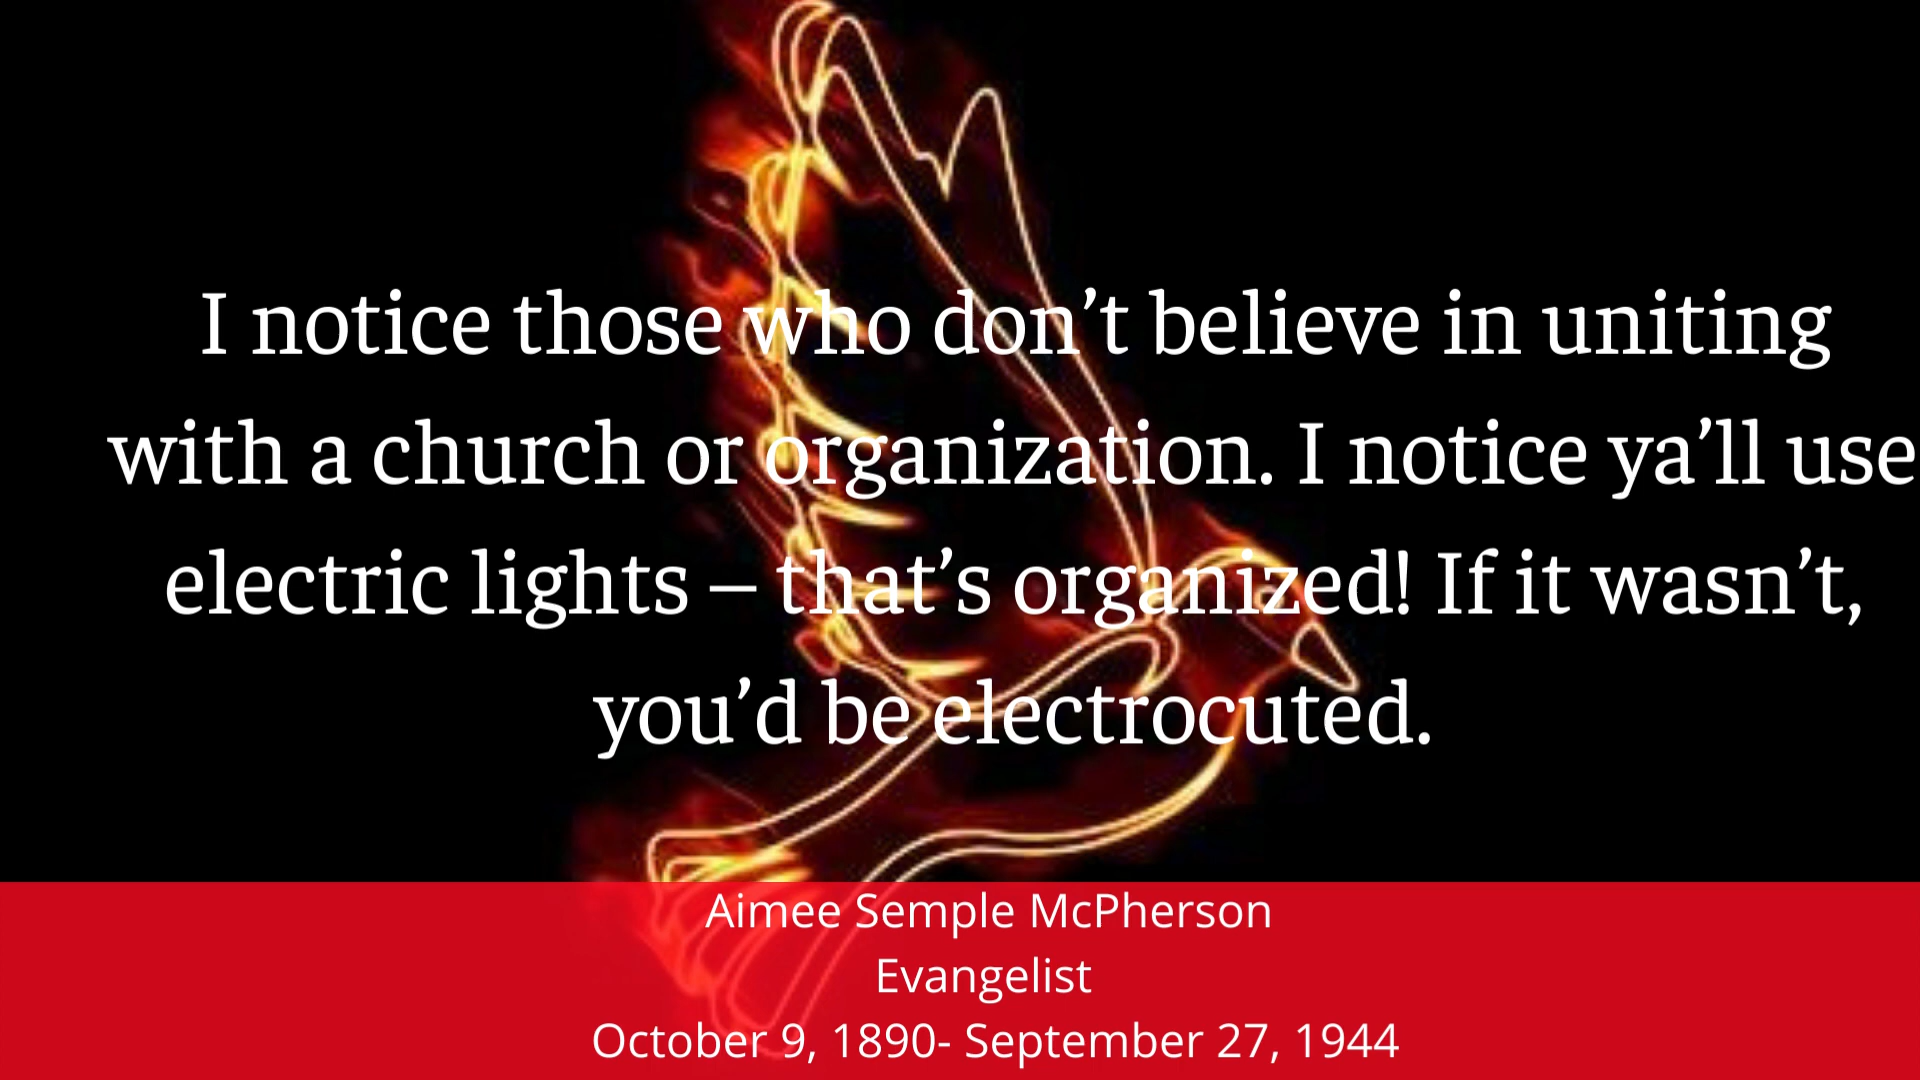 I notice those who don’t believe in uniting
with a church or organization. I notice ya’ll use
electric lights – that’s organized! If it wasn’t,
you’d be electrocuted.
Aimee Semple McPherson
Evangelist
October 9, 1890- September 27, 1944